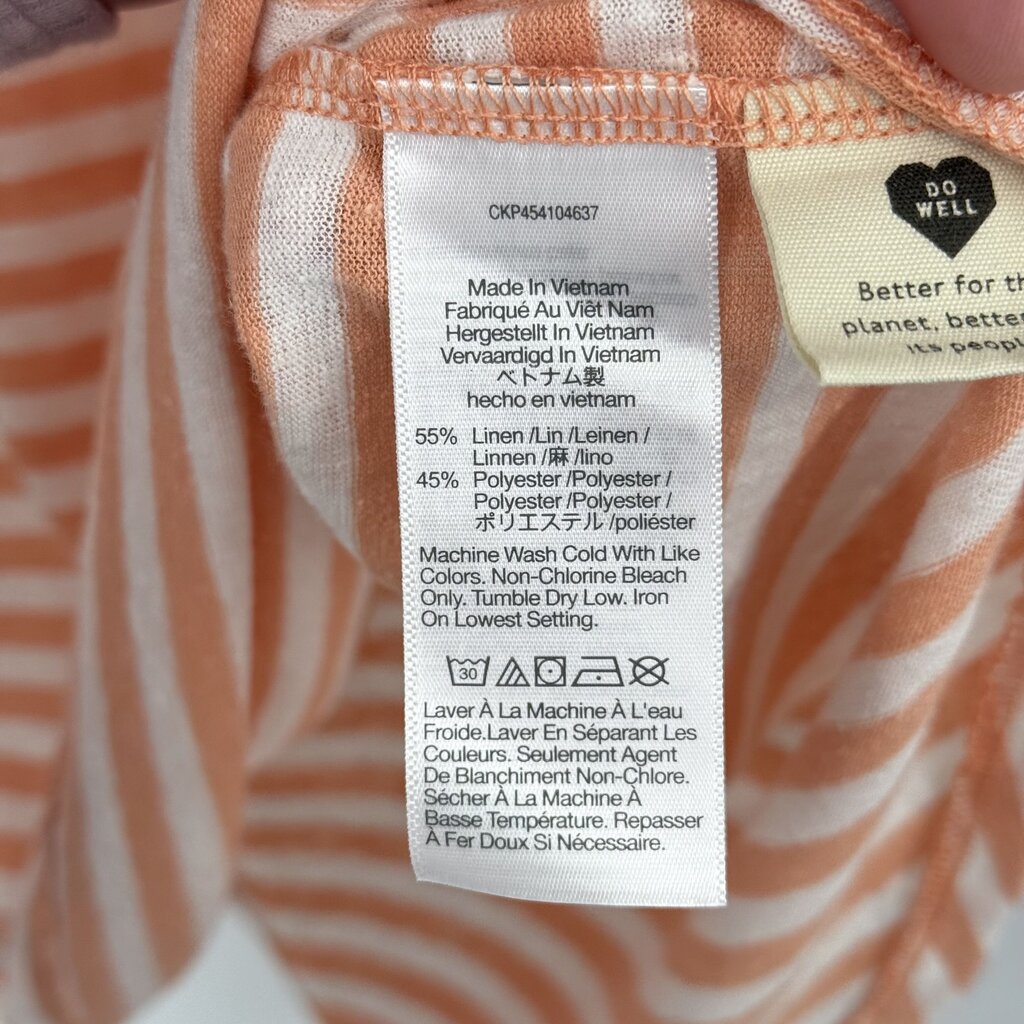 CKP454104637
Made In Vietnam
Fabriqué Au Viêt Nam
Hergestellt In Vietnam
Vervaardigd In Vietnam
ベトナム製
hecho en vietnam
55% Linen /Lin /Leinen /
Linnen /麻 /lino
45% Polyester /Polyester /
Polyester /Polyester /
ポリエステル /poliéster
Machine Wash Cold With Like
Colors. Non-Chlorine Bleach
Only. Tumble Dry Low. Iron
On Lowest Setting.
30
Laver À La Machine À L'eau
Froide.Laver En Séparant Les
Couleurs. Seulement Agent
De Blanchiment Non-Chlore.
Sécher À La Machine À
Basse Température. Repasser
À Fer Doux Si Nécessaire.
DO
WELL
Better for
planet, better
its